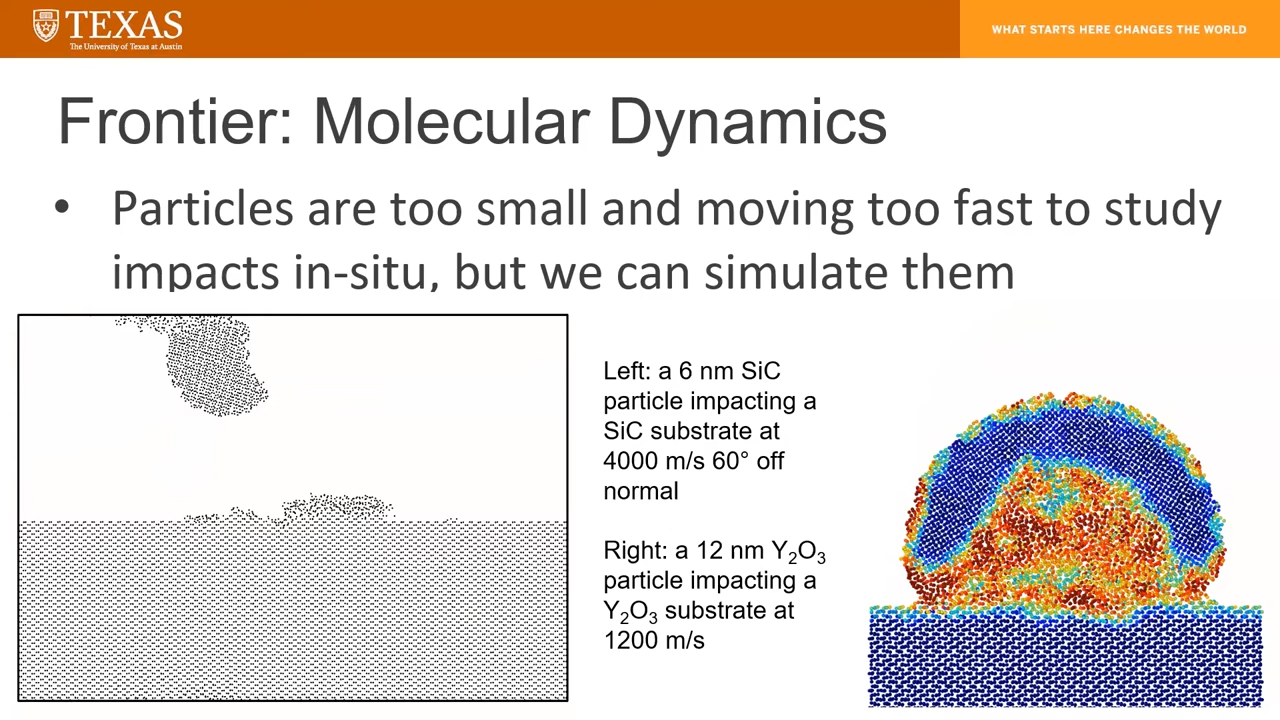 TEXAS
The University of Texas at Austin
WHAT STARTS HERE CHANGES THE WORLD
Frontier: Molecular Dynamics
• Particles are too small and moving too fast to study
impacts in-situ, but we can simulate them
Left: a 6 nm SiC
particle impacting a
SiC substrate at
4000 m/s 60° off
normal
Right: a 12 nm Y₂O₃
particle impacting a
Y₂O₃ substrate at
1200 m/s